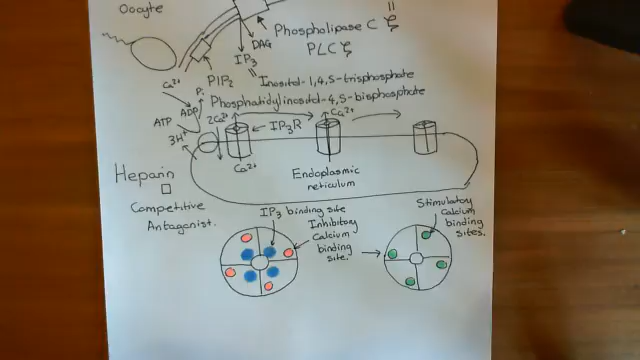 Oocyte
Phospholipase C ζ
PLC ζ
DAG
IP3
PIP2
Inositol-1,4,5-trisphosphate
Phosphatidylinositol-4,5-bisphosphate
Ca2+
Pi
ADP
ATP
3H+
2Ca2+
IP3R
Ca2+
Ca2+
Endoplasmic
reticulum
Heparin
Competitive
Antagonist.
IP3 binding site
Inhibitory
Calcium
binding
site.
Stimulatory
Calcium
binding
sites.